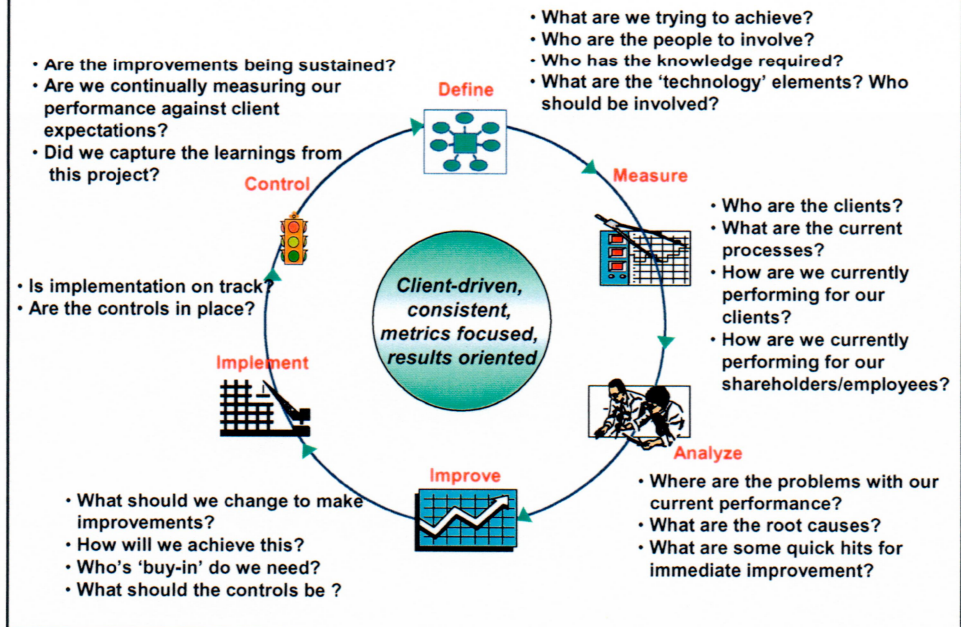 • What are we trying to achieve?
• Who are the people to involve?
• Who has the knowledge required?
• What are the ‘technology’ elements? Who
should be involved?
Define
• Are the improvements being sustained?
• Are we continually measuring our
performance against client
expectations?
• Did we capture the learnings from
this project?
Control
Measure
• Who are the clients?
• What are the current
processes?
• How are we currently
performing for our
clients?
• How are we currently
performing for our
shareholders/employees?
• Is implementation on track?
• Are the controls in place?
Client-driven,
consistent,
metrics focused,
results oriented
Implement
Analyze
• Where are the problems with our
current performance?
• What are the root causes?
• What are some quick hits for
immediate improvement?
Improve
• What should we change to make
improvements?
• How will we achieve this?
• Who’s ‘buy-in’ do we need?
• What should the controls be ?